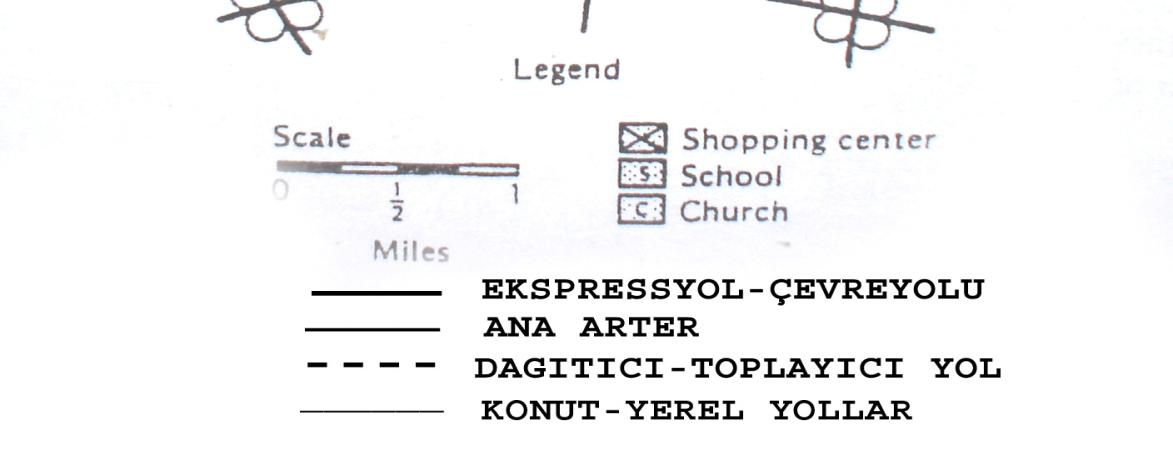 Legend
Scale
0 1/2 1
Miles
Shopping center
S School
C Church
EKSPRESSYOL-ÇEVREYOLU
ANA ARTER
DAGITICI-TOPLAYICI YOL
KONUT-YEREL YOLLAR